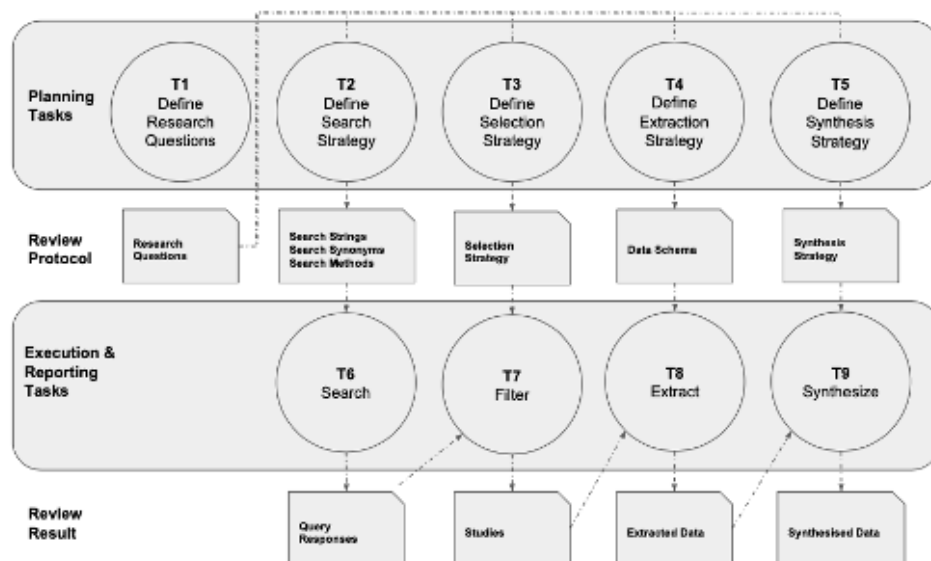 Planning
Tasks
T1
Define
Research
Questions
T2
Define
Search
Strategy
T3
Define
Selection
Strategy
T4
Define
Extraction
Strategy
T5
Define
Synthesis
Strategy
Review
Protocol
Research
Questions
Search Strings
Search Synonyms
Search Methods
Selection
Strategy
Data Schema
Synthesis
Strategy
Execution &
Reporting
Tasks
T6
Search
T7
Filter
T8
Extract
T9
Synthesize
Review
Result
Query
Responses
Studies
Extracted Data
Synthesised Data